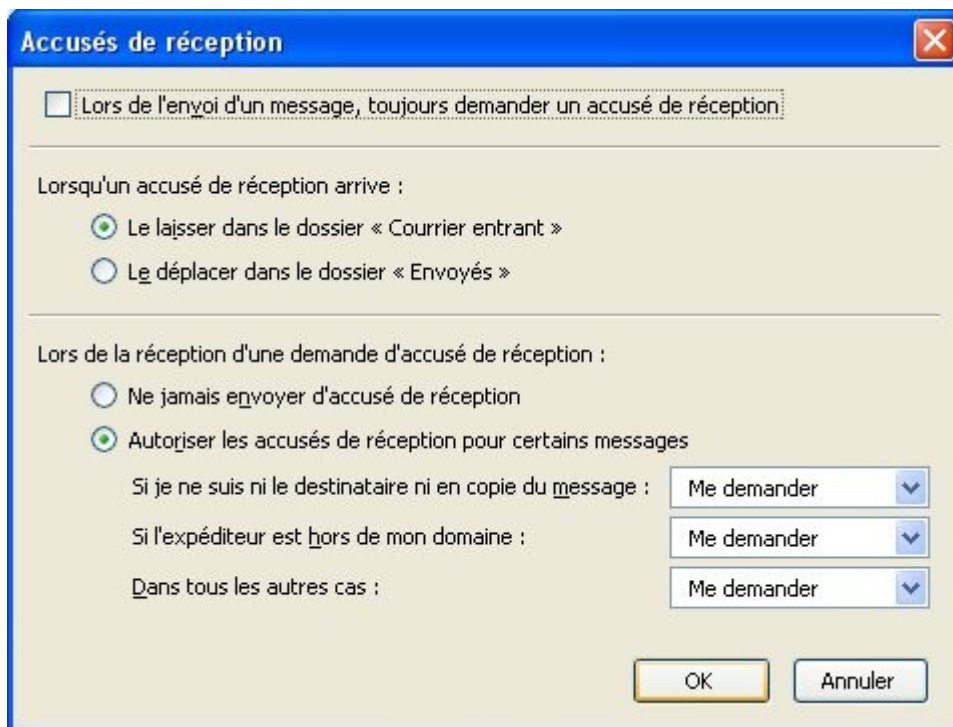 Accusés de réception
Lors de l'envoi d'un message, toujours demander un accusé de réception
Lorsqu'un accusé de réception arrive :
Le laisser dans le dossier « Courrier entrant »
Le déplacer dans le dossier « Envoyés »
Lors de la réception d'une demande d'accusé de réception :
Ne jamais envoyer d'accusé de réception
Autoriser les accusés de réception pour certains messages
Si je ne suis ni le destinataire ni en copie du message : Me demander
Si l'expéditeur est hors de mon domaine : Me demander
Dans tous les autres cas : Me demander
OK Annuler